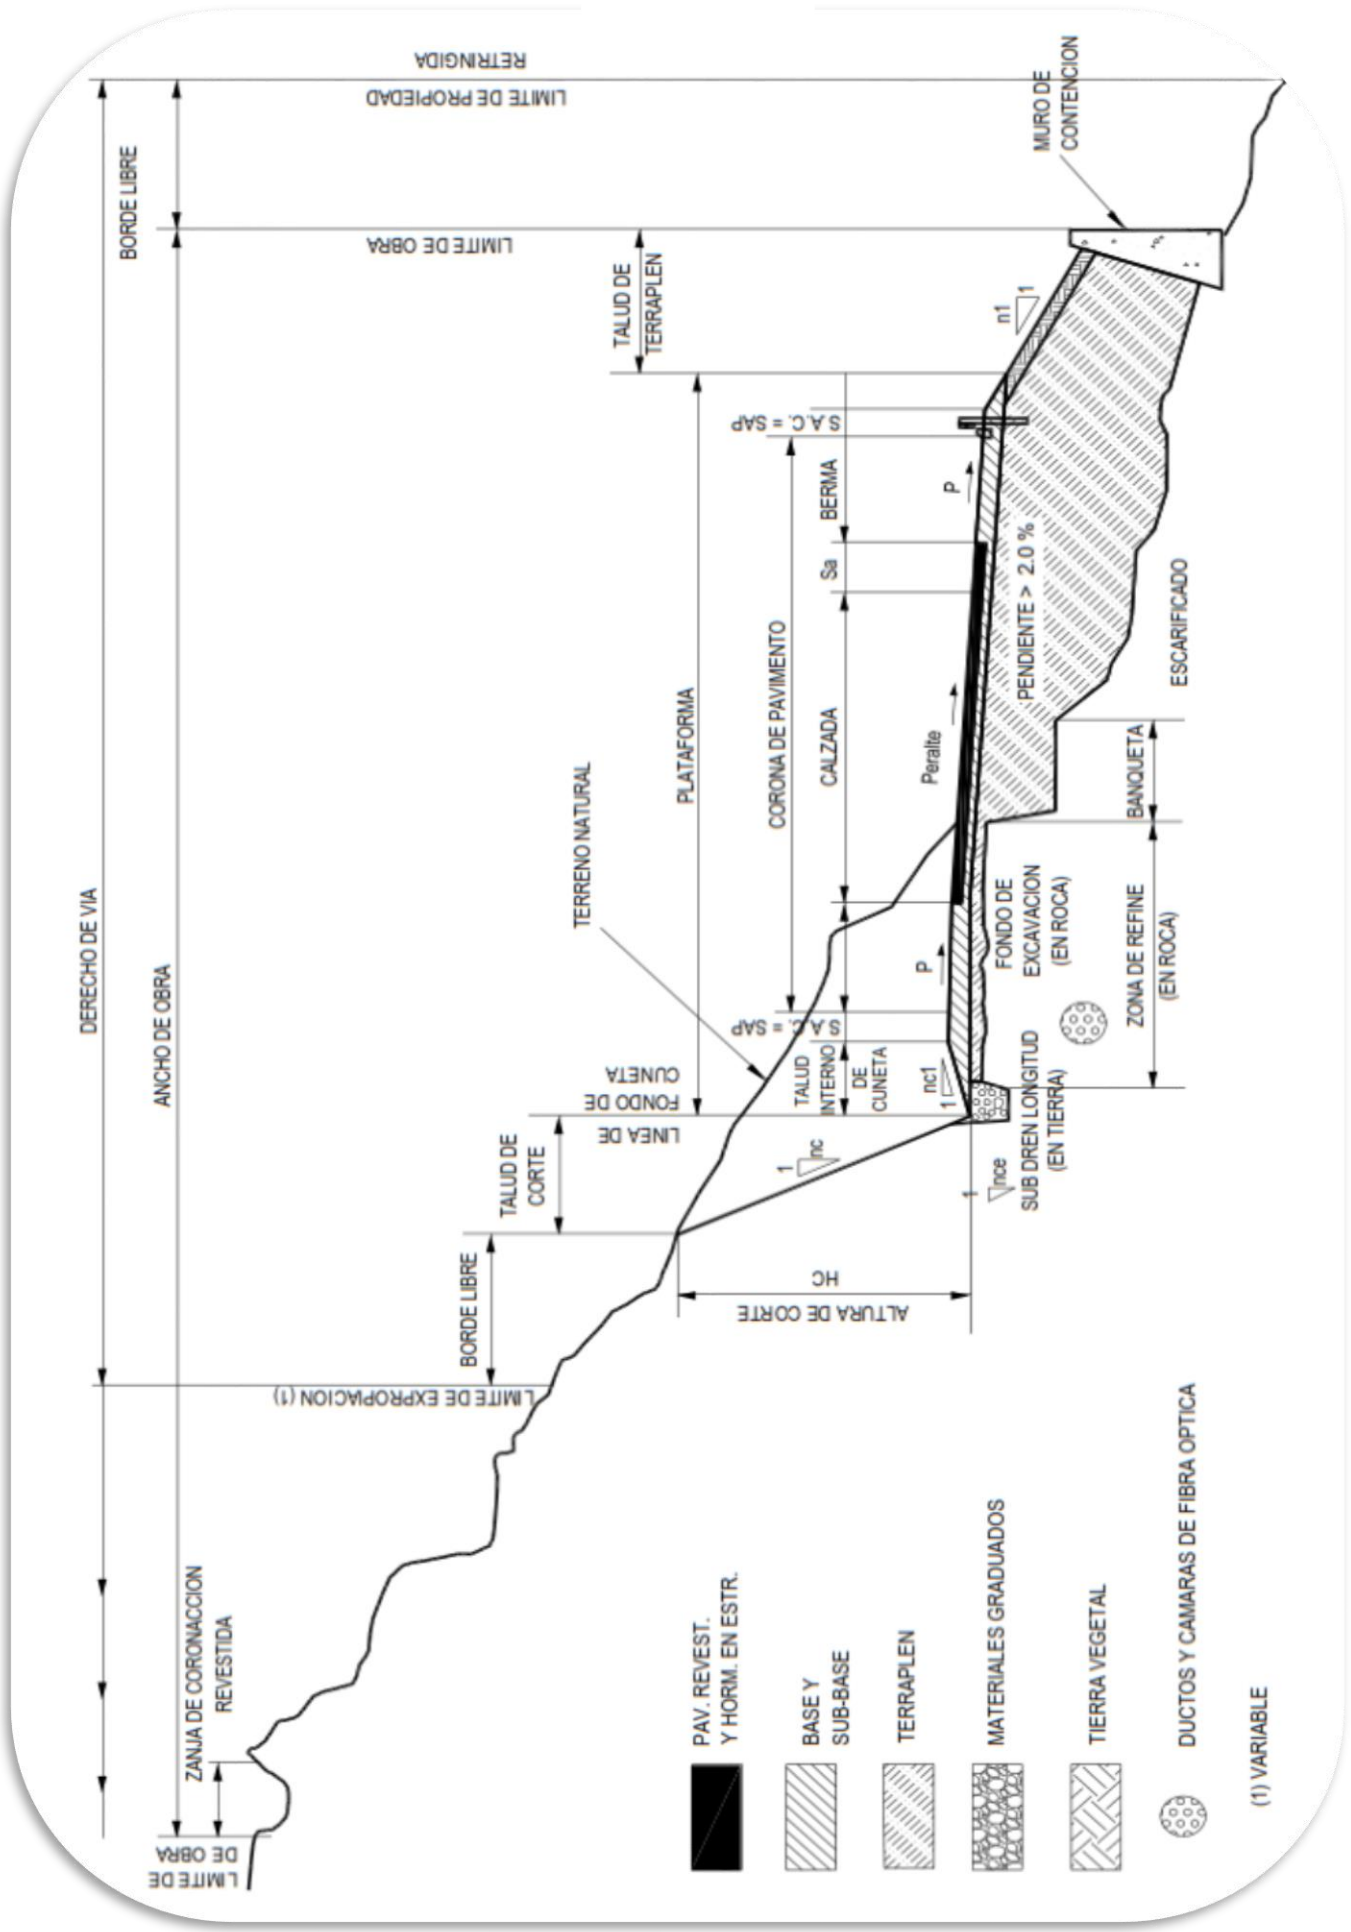 DERECHO DE VIA
BORDE LIBRE
ANCHO DE OBRA
ZANJA DE CORONACCION
REVESTIDA
LIMITE DE
DE OBRA
LIMITE DE EXPROPIACION (1)
BORDE LIBRE
TALUD DE
CORTE
LINEA DE
FONDO DE
CUNETA
TERRENO NATURAL
PLATAFORMA
TALUD DE
TERRAPLEN
LIMITE DE OBRA
LIMITE DE PROPIEDAD
RETRINGIDA
CORONA DE PAVIMENTO
TALUD
INTERNO
DE
CUNETA
S.A.C. = SAP
CALZADA
Sa
BERMA
S.A.C. = SAP
ALTURA DE CORTE
HC
1
nc
1
nc1
P
Peralte
P
n1
1
MURO DE
CONTENCION
1
nce
SUB DREN LONGITUD
(EN TIERRA)
FONDO DE
EXCAVACION
(EN ROCA)
PENDIENTE > 2.0 %
ZONA DE REFINE
(EN ROCA)
BANQUETA
ESCARIFICADO
PAV. REVEST.
Y HORM. EN ESTR.
BASE Y
SUB-BASE
TERRAPLEN
MATERIALES GRADUADOS
TIERRA VEGETAL
DUCTOS Y CAMARAS DE FIBRA OPTICA
(1) VARIABLE